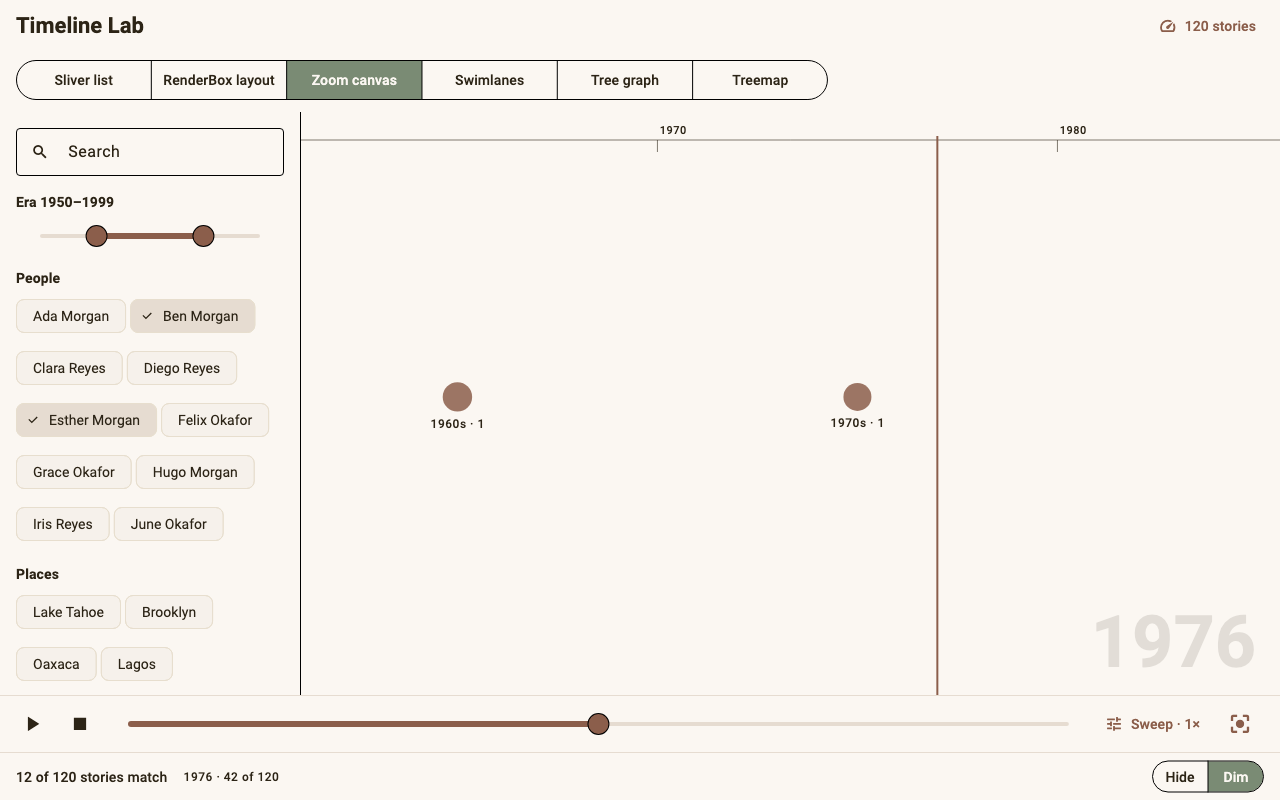 Timeline Lab
120 stories
Sliver list
RenderBox layout
Zoom canvas
Swimlanes
Tree graph
Treemap
Search
Era 1950–1999
People
Ada Morgan
Ben Morgan
Clara Reyes
Diego Reyes
Esther Morgan
Felix Okafor
Grace Okafor
Hugo Morgan
Iris Reyes
June Okafor
Places
Lake Tahoe
Brooklyn
Oaxaca
Lagos
1970
1980
1960s · 1
1970s · 1
1976
Sweep · 1×
12 of 120 stories match
1976 · 42 of 120
Hide
Dim